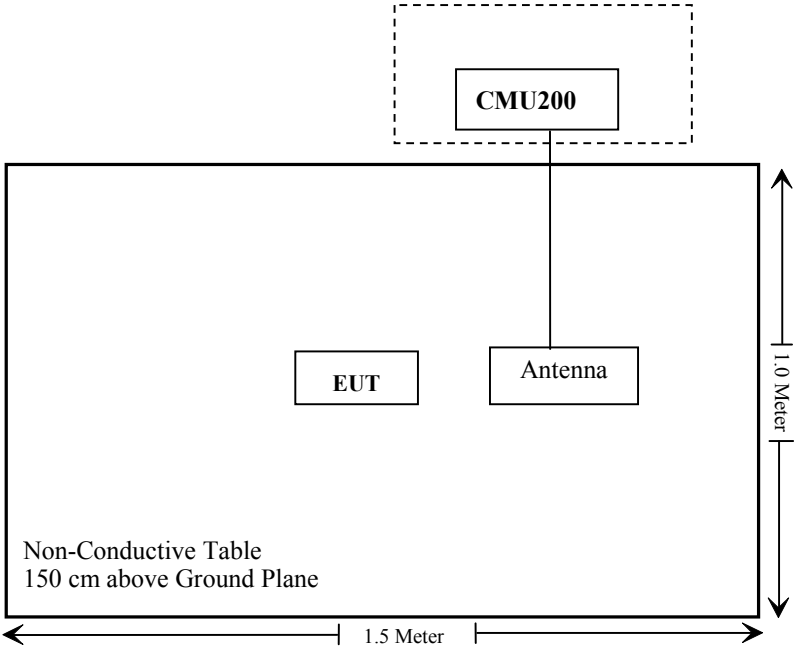 CMU200
EUT
Antenna
1.0 Meter
Non-Conductive Table
150 cm above Ground Plane
1.5 Meter